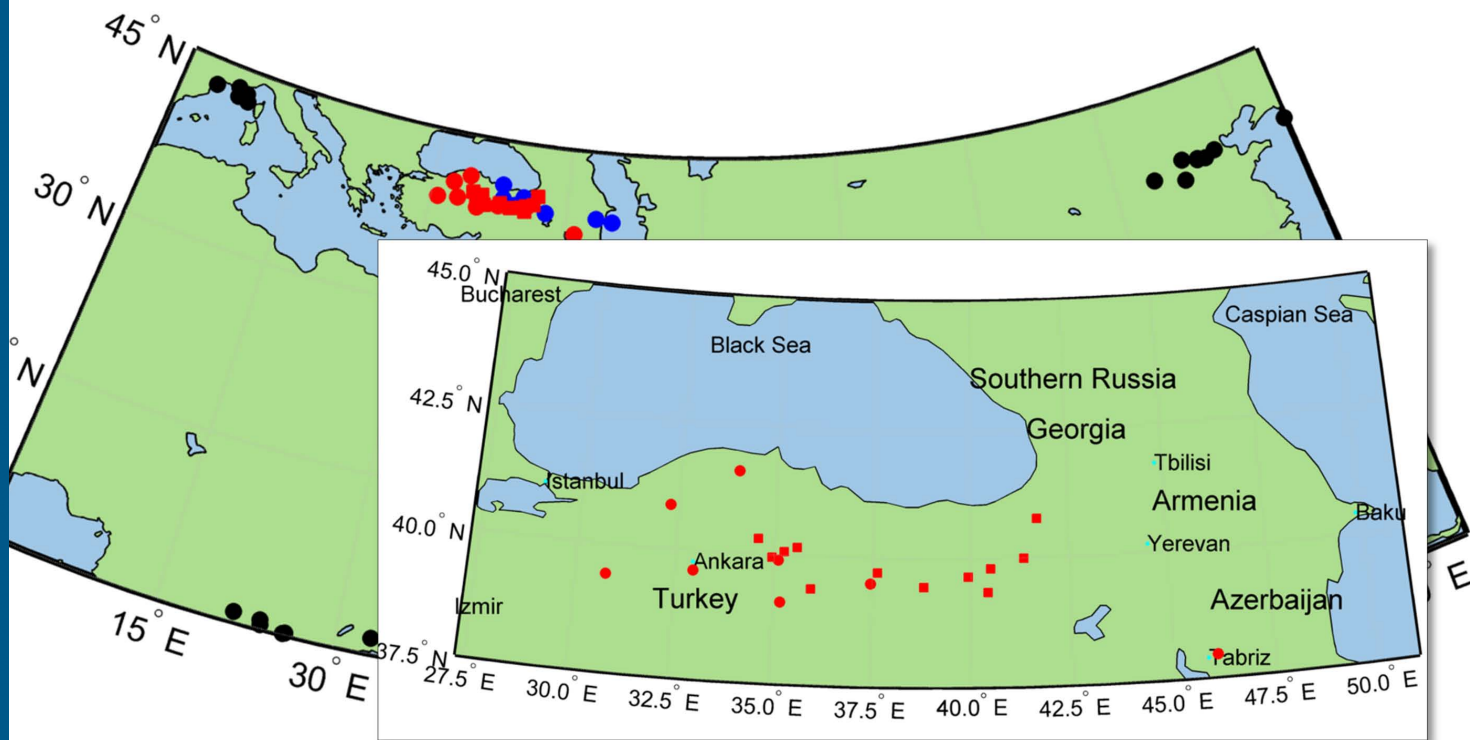 45° N
30° N
° N
15° E
30° E
° E
45.0° N
Bucharest
Caspian Sea
Black Sea
42.5° N
Southern Russia
Georgia
Tbilisi
Istanbul
Armenia
40.0° N
Baku
Ankara
Yerevan
Izmir
Turkey
Azerbaijan
37.5° N
Tabriz
27.5° E
30.0° E
32.5° E
35.0° E
37.5° E
40.0° E
42.5° E
45.0° E
47.5° E
50.0° E